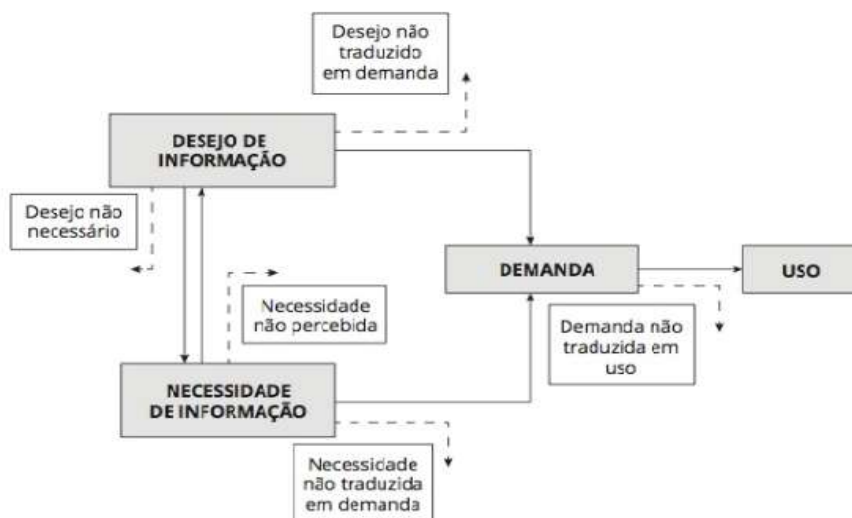 Desejo não
traduzido
em demanda
DESEJO DE
INFORMAÇÃO
Desejo não
necessário
DEMANDA
USO
Necessidade
não percebida
Demanda não
traduzida em
uso
NECESSIDADE
DE INFORMAÇÃO
Necessidade
não traduzida
em demanda